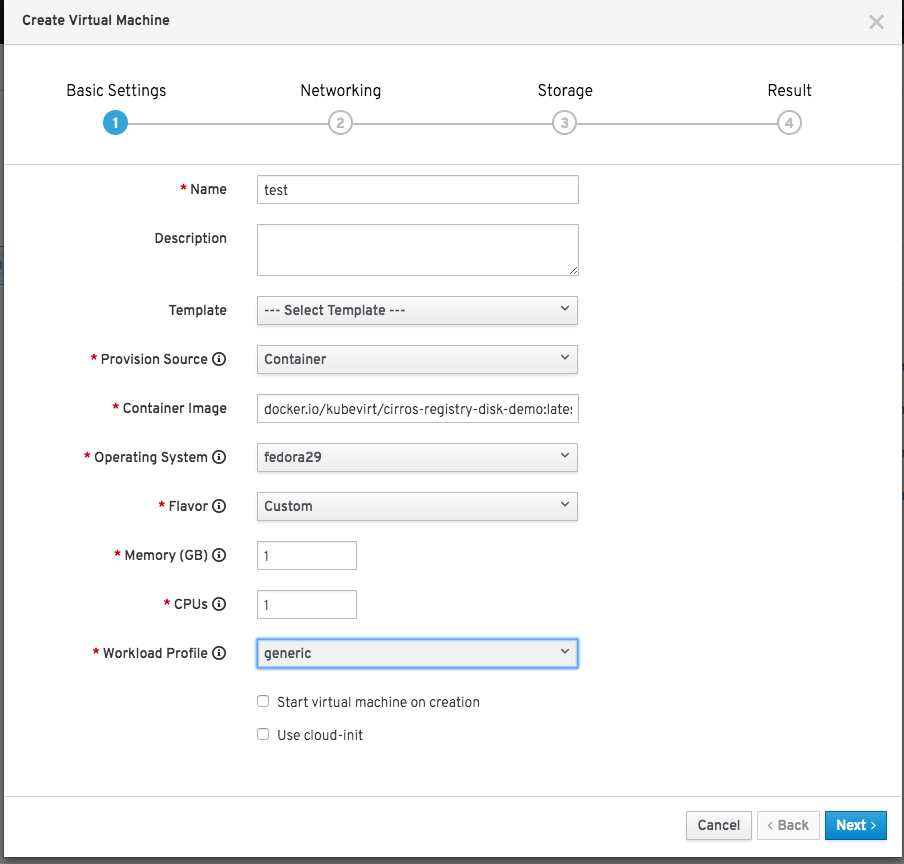 Create Virtual Machine
Basic Settings Networking Storage Result
1 2 3 4
* Name test
Description
Template --- Select Template ---
* Provision Source Container
* Container Image docker.io/kubevirt/cirros-registry-disk-demo:lates
* Operating System fedora29
* Flavor Custom
* Memory (GB) 1
* CPUs 1
* Workload Profile generic
Start virtual machine on creation
Use cloud-init
Cancel < Back Next >